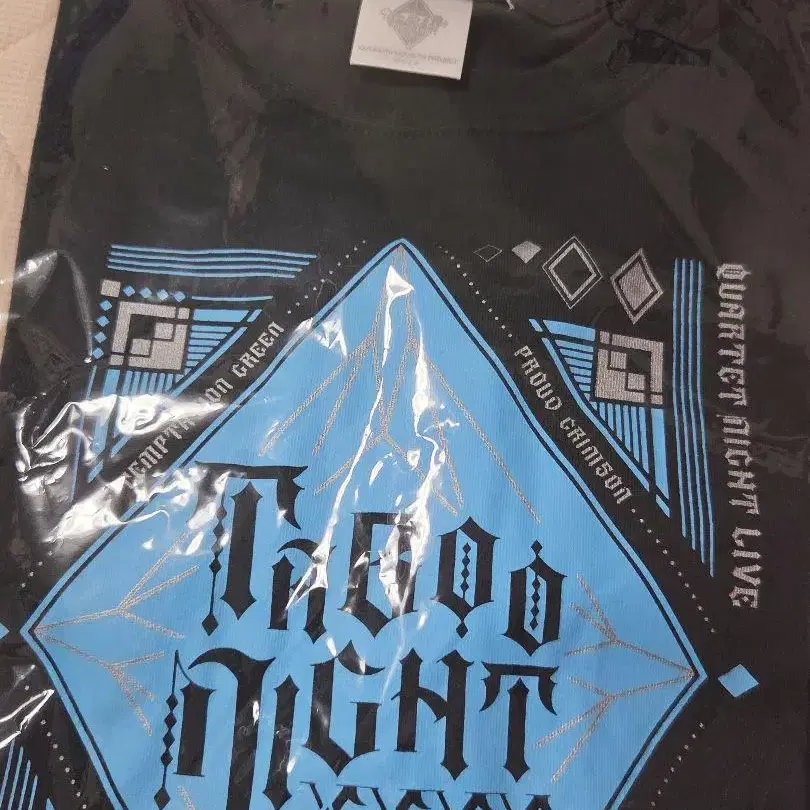 TEMPTATION GREEN
PROUD CRIMSON
QUARTET NIGHT LIVE
TABOO
NIGHT